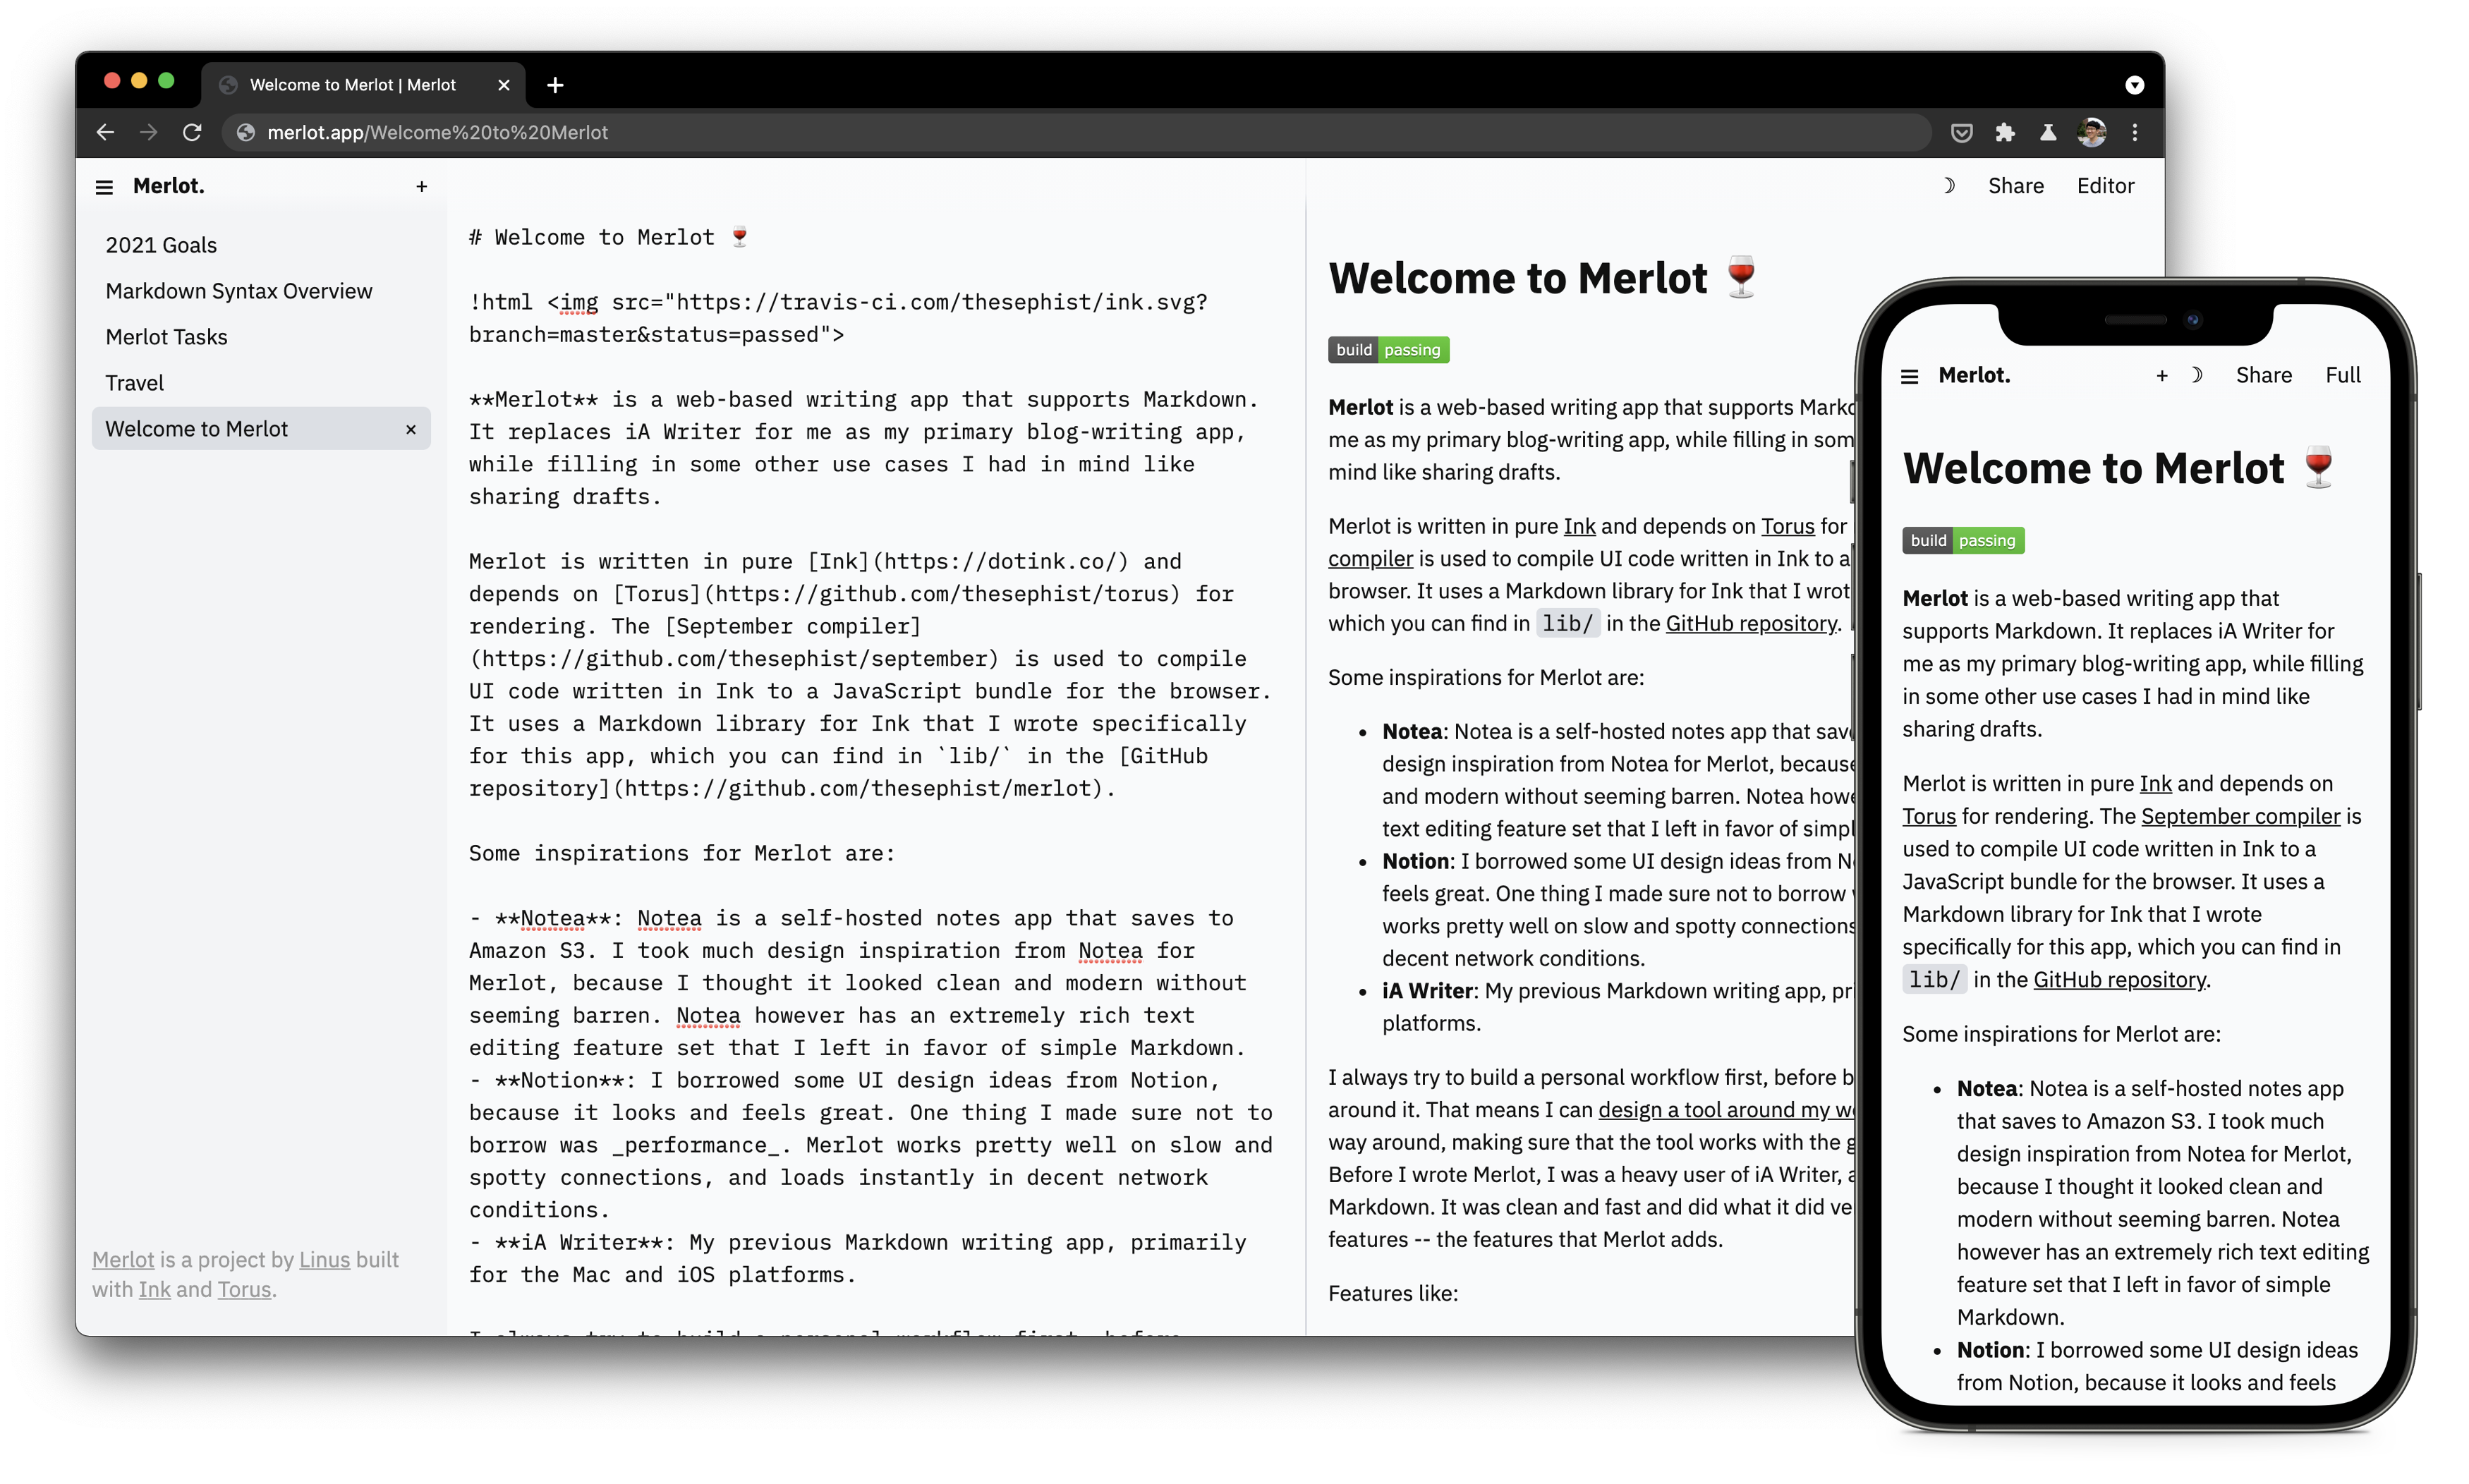 Welcome to Merlot | Merlot
merlot.app/Welcome%20to%20Merlot
Merlot. +
2021 Goals
Markdown Syntax Overview
Merlot Tasks
Travel
Welcome to Merlot ×
Merlot is a project by Linus built
with Ink and Torus.
# Welcome to Merlot 🍷
!html <img src="https://travis-ci.com/thesephist/ink.svg?
branch=master&status=passed">
**Merlot** is a web-based writing app that supports Markdown.
It replaces iA Writer for me as my primary blog-writing app,
while filling in some other use cases I had in mind like
sharing drafts.
Merlot is written in pure [Ink](https://dotink.co/) and
depends on [Torus](https://github.com/thesephist/torus) for
rendering. The [September compiler]
(https://github.com/thesephist/september) is used to compile
UI code written in Ink to a JavaScript bundle for the browser.
It uses a Markdown library for Ink that I wrote specifically
for this app, which you can find in `lib/` in the [GitHub
repository](https://github.com/thesephist/merlot).
Some inspirations for Merlot are:
- **Notea**: Notea is a self-hosted notes app that saves to
Amazon S3. I took much design inspiration from Notea for
Merlot, because I thought it looked clean and modern without
seeming barren. Notea however has an extremely rich text
editing feature set that I left in favor of simple Markdown.
- **Notion**: I borrowed some UI design ideas from Notion,
because it looks and feels great. One thing I made sure not to
borrow was _performance_. Merlot works pretty well on slow and
spotty connections, and loads instantly in decent network
conditions.
- **iA Writer**: My previous Markdown writing app, primarily
for the Mac and iOS platforms.
I always try to build a personal workflow first, before
Share Editor
Welcome to Merlot 🍷
build passing
Merlot is a web-based writing app that supports
me as my primary blog-writing app, while filling in
mind like sharing drafts.
Merlot is written in pure Ink and depends on Torus for
compiler is used to compile UI code written in Ink to a
browser. It uses a Markdown library for Ink that I
which you can find in lib/ in the GitHub repository.
Some inspirations for Merlot are:
• Notea: Notea is a self-hosted notes app that
design inspiration from Notea for Merlot,
and modern without seeming barren. Notea
text editing feature set that I left in favor of
• Notion: I borrowed some UI design ideas from
feels great. One thing I made sure not to borrow
works pretty well on slow and spotty connections
decent network conditions.
• iA Writer: My previous Markdown writing app,
platforms.
I always try to build a personal workflow first, before
around it. That means I can design a tool around my
way around, making sure that the tool works with the
Before I wrote Merlot, I was a heavy user of iA Writer,
Markdown. It was clean and fast and did what it did
features -- the features that Merlot adds.
Features like:
Merlot. + Share Full
Welcome to Merlot 🍷
build passing
Merlot is a web-based writing app that
supports Markdown. It replaces iA Writer for
me as my primary blog-writing app, while filling
in some other use cases I had in mind like
sharing drafts.
Merlot is written in pure Ink and depends on
Torus for rendering. The September compiler is
used to compile UI code written in Ink to a
JavaScript bundle for the browser. It uses a
Markdown library for Ink that I wrote
specifically for this app, which you can find in
lib/ in the GitHub repository.
Some inspirations for Merlot are:
• Notea: Notea is a self-hosted notes app
that saves to Amazon S3. I took much
design inspiration from Notea for Merlot,
because I thought it looked clean and
modern without seeming barren. Notea
however has an extremely rich text editing
feature set that I left in favor of simple
Markdown.
• Notion: I borrowed some UI design ideas
from Notion, because it looks and feels